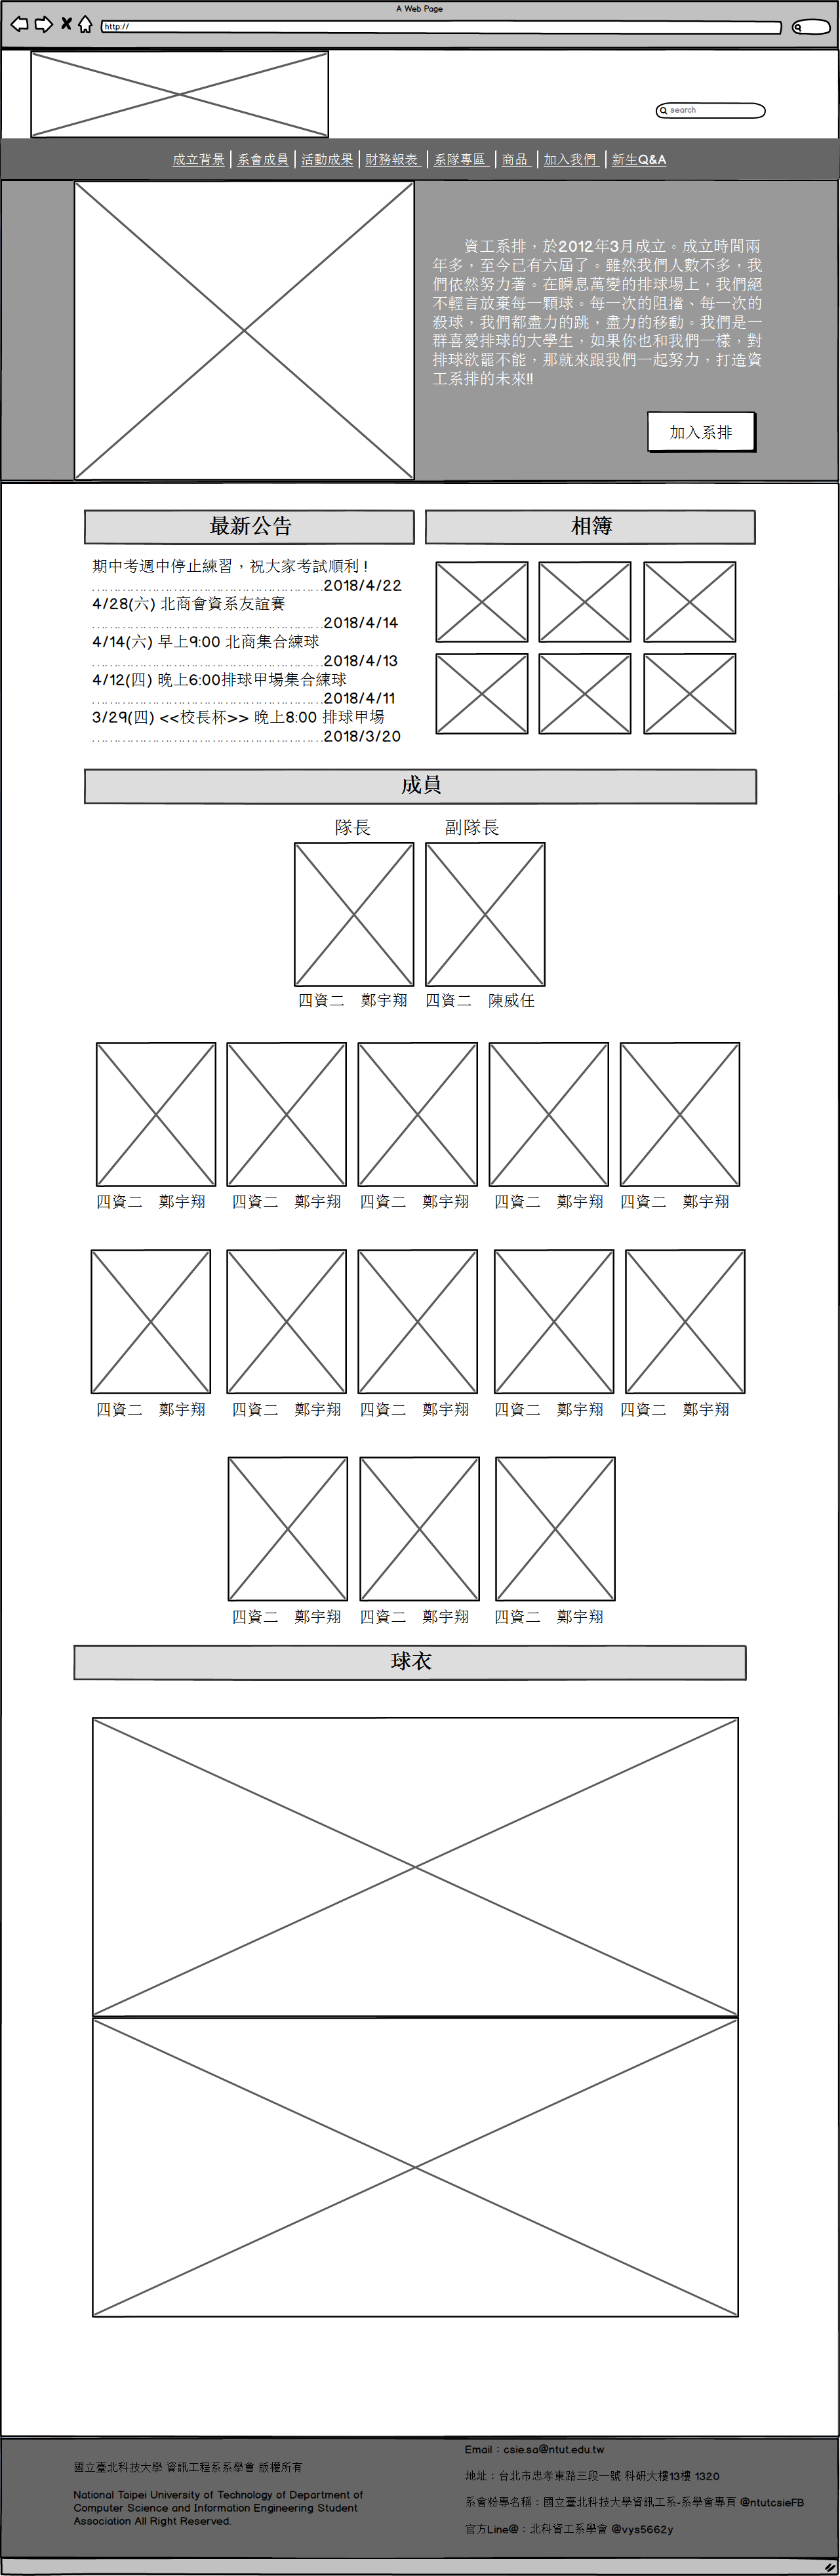 A Web Page
http://
search
成立背景 | 系會成員 | 活動成果 | 財務報表 | 系隊專區 | 商品 | 加入我們 | 新生Q&A
資工系排，於2012年3月成立。成立時間兩
年多，至今已有六屆了。雖然我們人數不多，我
們依然努力著。在瞬息萬變的排球場上，我們絕
不輕言放棄每一顆球。每一次的阻擋、每一次的
殺球，我們都盡力的跳，盡力的移動。我們是一
群喜愛排球的大學生，如果你也和我們一樣，對
排球欲罷不能，那就來跟我們一起努力，打造資
工系排的未來!!
加入系排
最新公告
期中考週中停止練習，祝大家考試順利！
2018/4/22
4/28(六) 北商會資系友誼賽
2018/4/14
4/14(六) 早上9:00 北商集合練球
2018/4/13
4/12(四) 晚上6:00排球甲場集合練球
2018/4/11
3/29(四) <<校長杯>> 晚上8:00 排球甲場
2018/3/20
相簿
成員
隊長 副隊長
四資二 鄭宇翔 四資二 陳威任
四資二 鄭宇翔 四資二 鄭宇翔 四資二 鄭宇翔 四資二 鄭宇翔 四資二 鄭宇翔
四資二 鄭宇翔 四資二 鄭宇翔 四資二 鄭宇翔 四資二 鄭宇翔 四資二 鄭宇翔
四資二 鄭宇翔 四資二 鄭宇翔 四資二 鄭宇翔
球衣
國立臺北科技大學 資訊工程系系學會 版權所有
National Taipei University of Technology of Department of
Computer Science and Information Engineering Student
Association All Right Reserved.
Email：csie.sa@ntut.edu.tw
地址：台北市忠孝東路三段一號 科研大樓13樓 1320
系會粉專名稱：國立臺北科技大學資訊工系-系學會專頁 @ntutcsieFB
官方Line@：北科資工系學會 @vys5662y